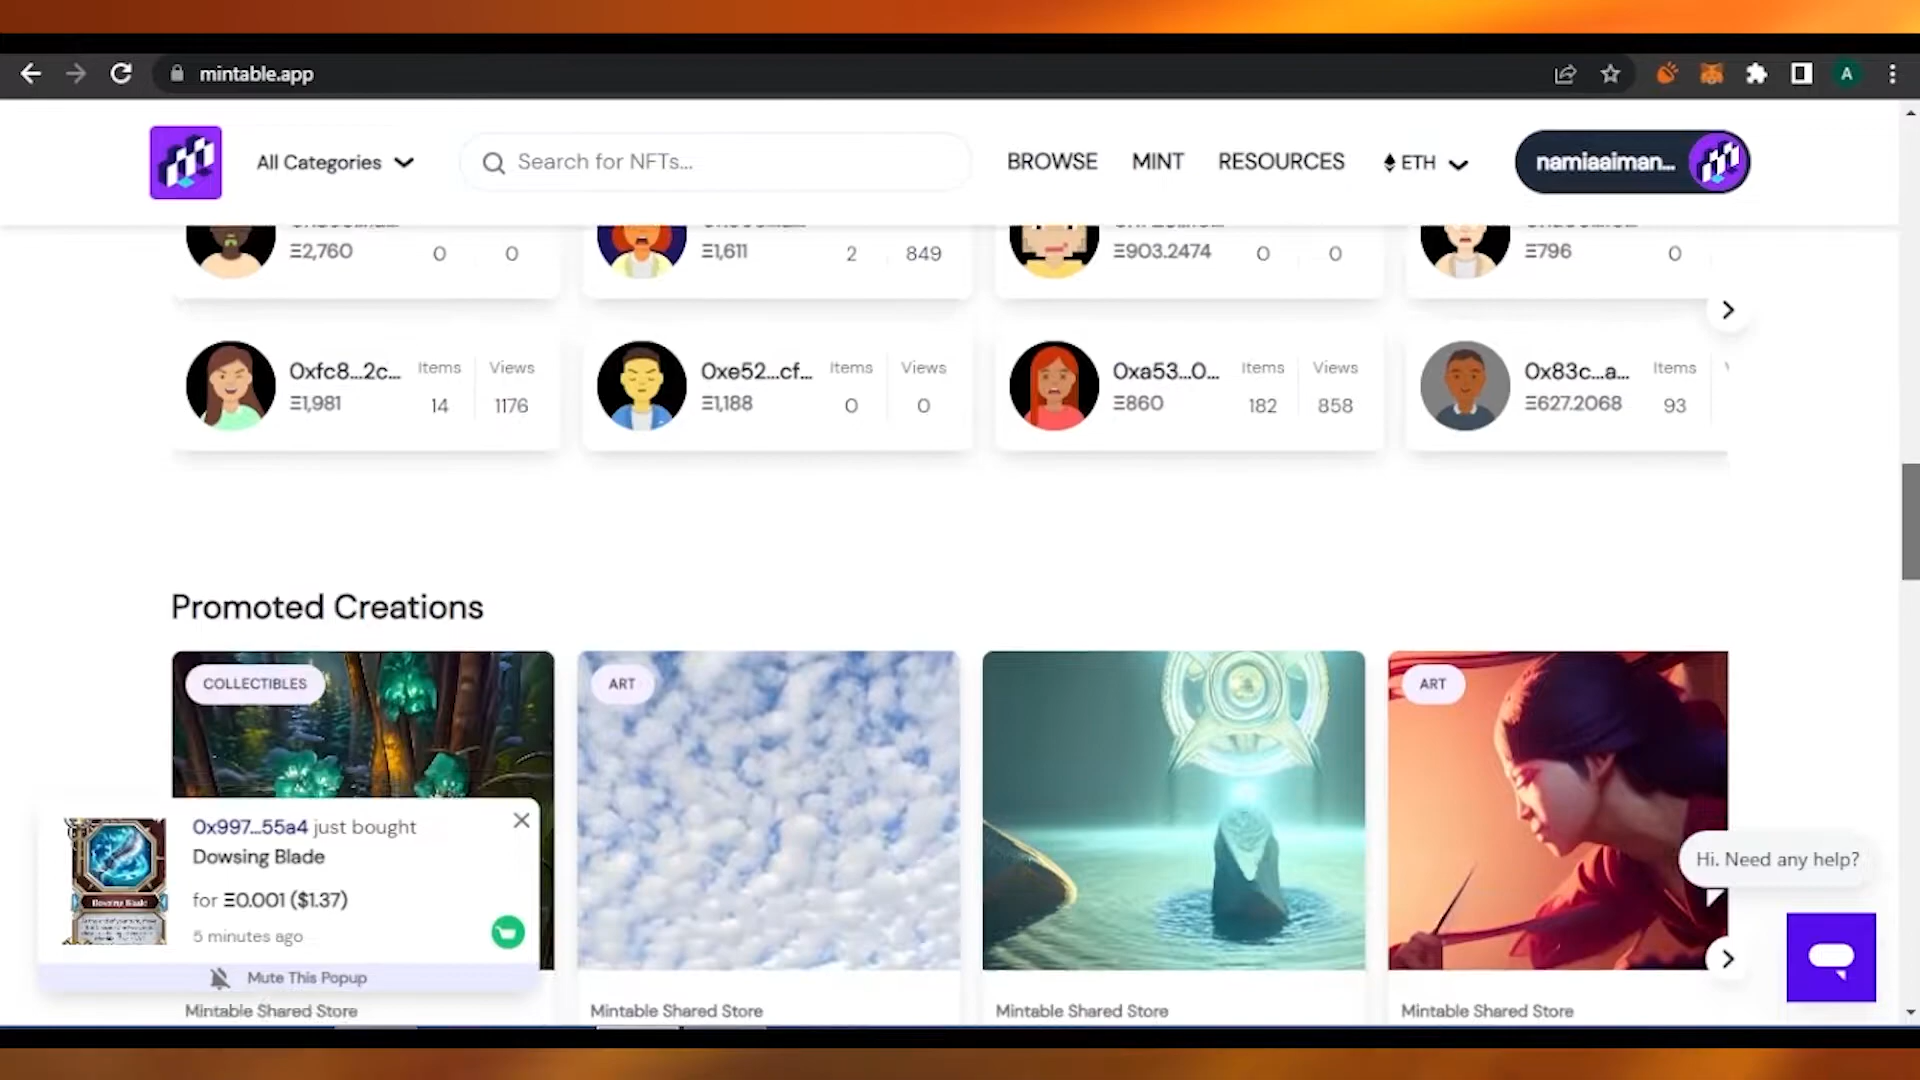 mintable.app
A
All Categories
Search for NFTs...
BROWSE MINT RESOURCES ETH namiaaiman...
Ξ2,760 0 0
Ξ1,611 2 849
Ξ903.2474 0 0
Ξ796 0
0xfc8...2c... Items Views
Ξ1,981 14 1176
0xe52...cf... Items Views
Ξ1,188 0 0
0xa53...0... Items Views
Ξ860 182 858
0x83c...a... Items
Ξ627.2068 93
Promoted Creations
COLLECTIBLES
ART
ART
0x997...55a4 just bought
Dowsing Blade
for Ξ0.001 ($1.37)
5 minutes ago
Mute This Popup
Dowsing Blade
Hi. Need any help?
Mintable Shared Store
Mintable Shared Store
Mintable Shared Store
Mintable Shared Store